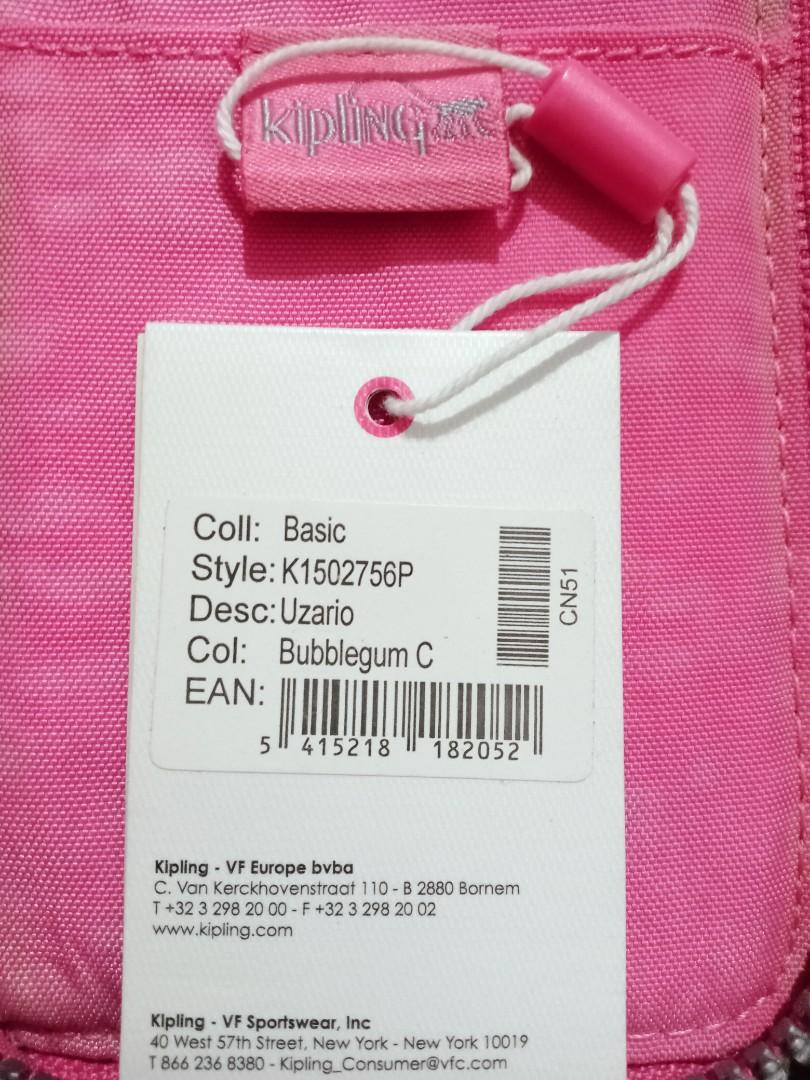 kipling
Coll: Basic
Style: K1502756P
Desc: Uzario
Col: Bubblegum C
EAN:
5 415218 182052
CN51
Kipling - VF Europe bvba
C. Van Kerckhovenstraat 110 - B 2880 Bornem
T +32 3 298 20 00 - F +32 3 298 20 02
www.kipling.com
Kipling - VF Sportswear, Inc
40 West 57th Street, New York - New York 10019
T 866 236 8380 - Kipling_Consumer@vfc.com